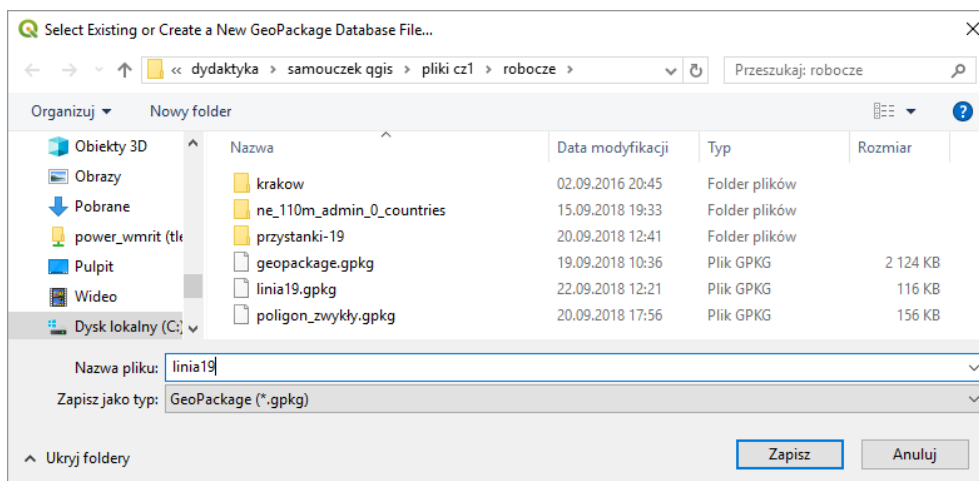 Select Existing or Create a New GeoPackage Database File...
« dydaktyka > samouczek qgis > pliki cz1 > robocze > Przeszukaj: robocze
Organizuj Nowy folder
Obiekty 3D
Obrazy
Pobrane
power_wmrit (tle
Pulpit
Wideo
Dysk lokalny (C:)
Nazwa Data modyfikacji Typ Rozmiar
krakow 02.09.2016 20:45 Folder plików
ne_110m_admin_0_countries 15.09.2018 19:33 Folder plików
przystanki-19 20.09.2018 12:41 Folder plików
geopackage.gpkg 19.09.2018 10:36 Plik GPKG 2 124 KB
linia19.gpkg 22.09.2018 12:21 Plik GPKG 116 KB
poligon_zwykły.gpkg 20.09.2018 17:56 Plik GPKG 156 KB
Nazwa pliku: linia19
Zapisz jako typ: GeoPackage (*.gpkg)
Ukryj foldery Zapisz Anuluj